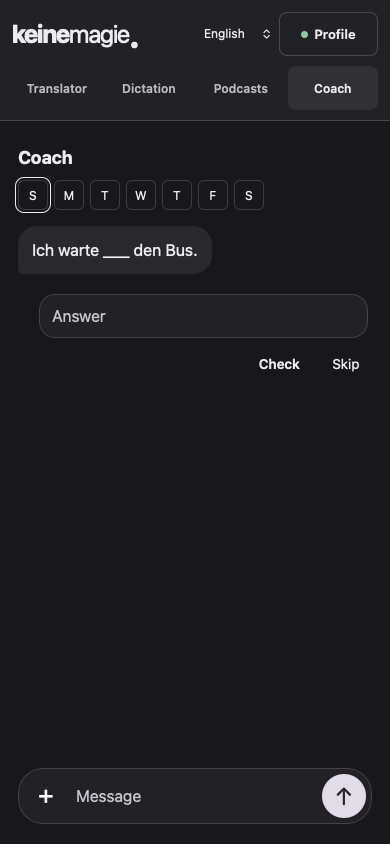 keinemagie.
English
Profile
Translator Dictation Podcasts Coach
Coach
S M T W T F S
Ich warte ___ den Bus.
Answer
Check Skip
+ Message